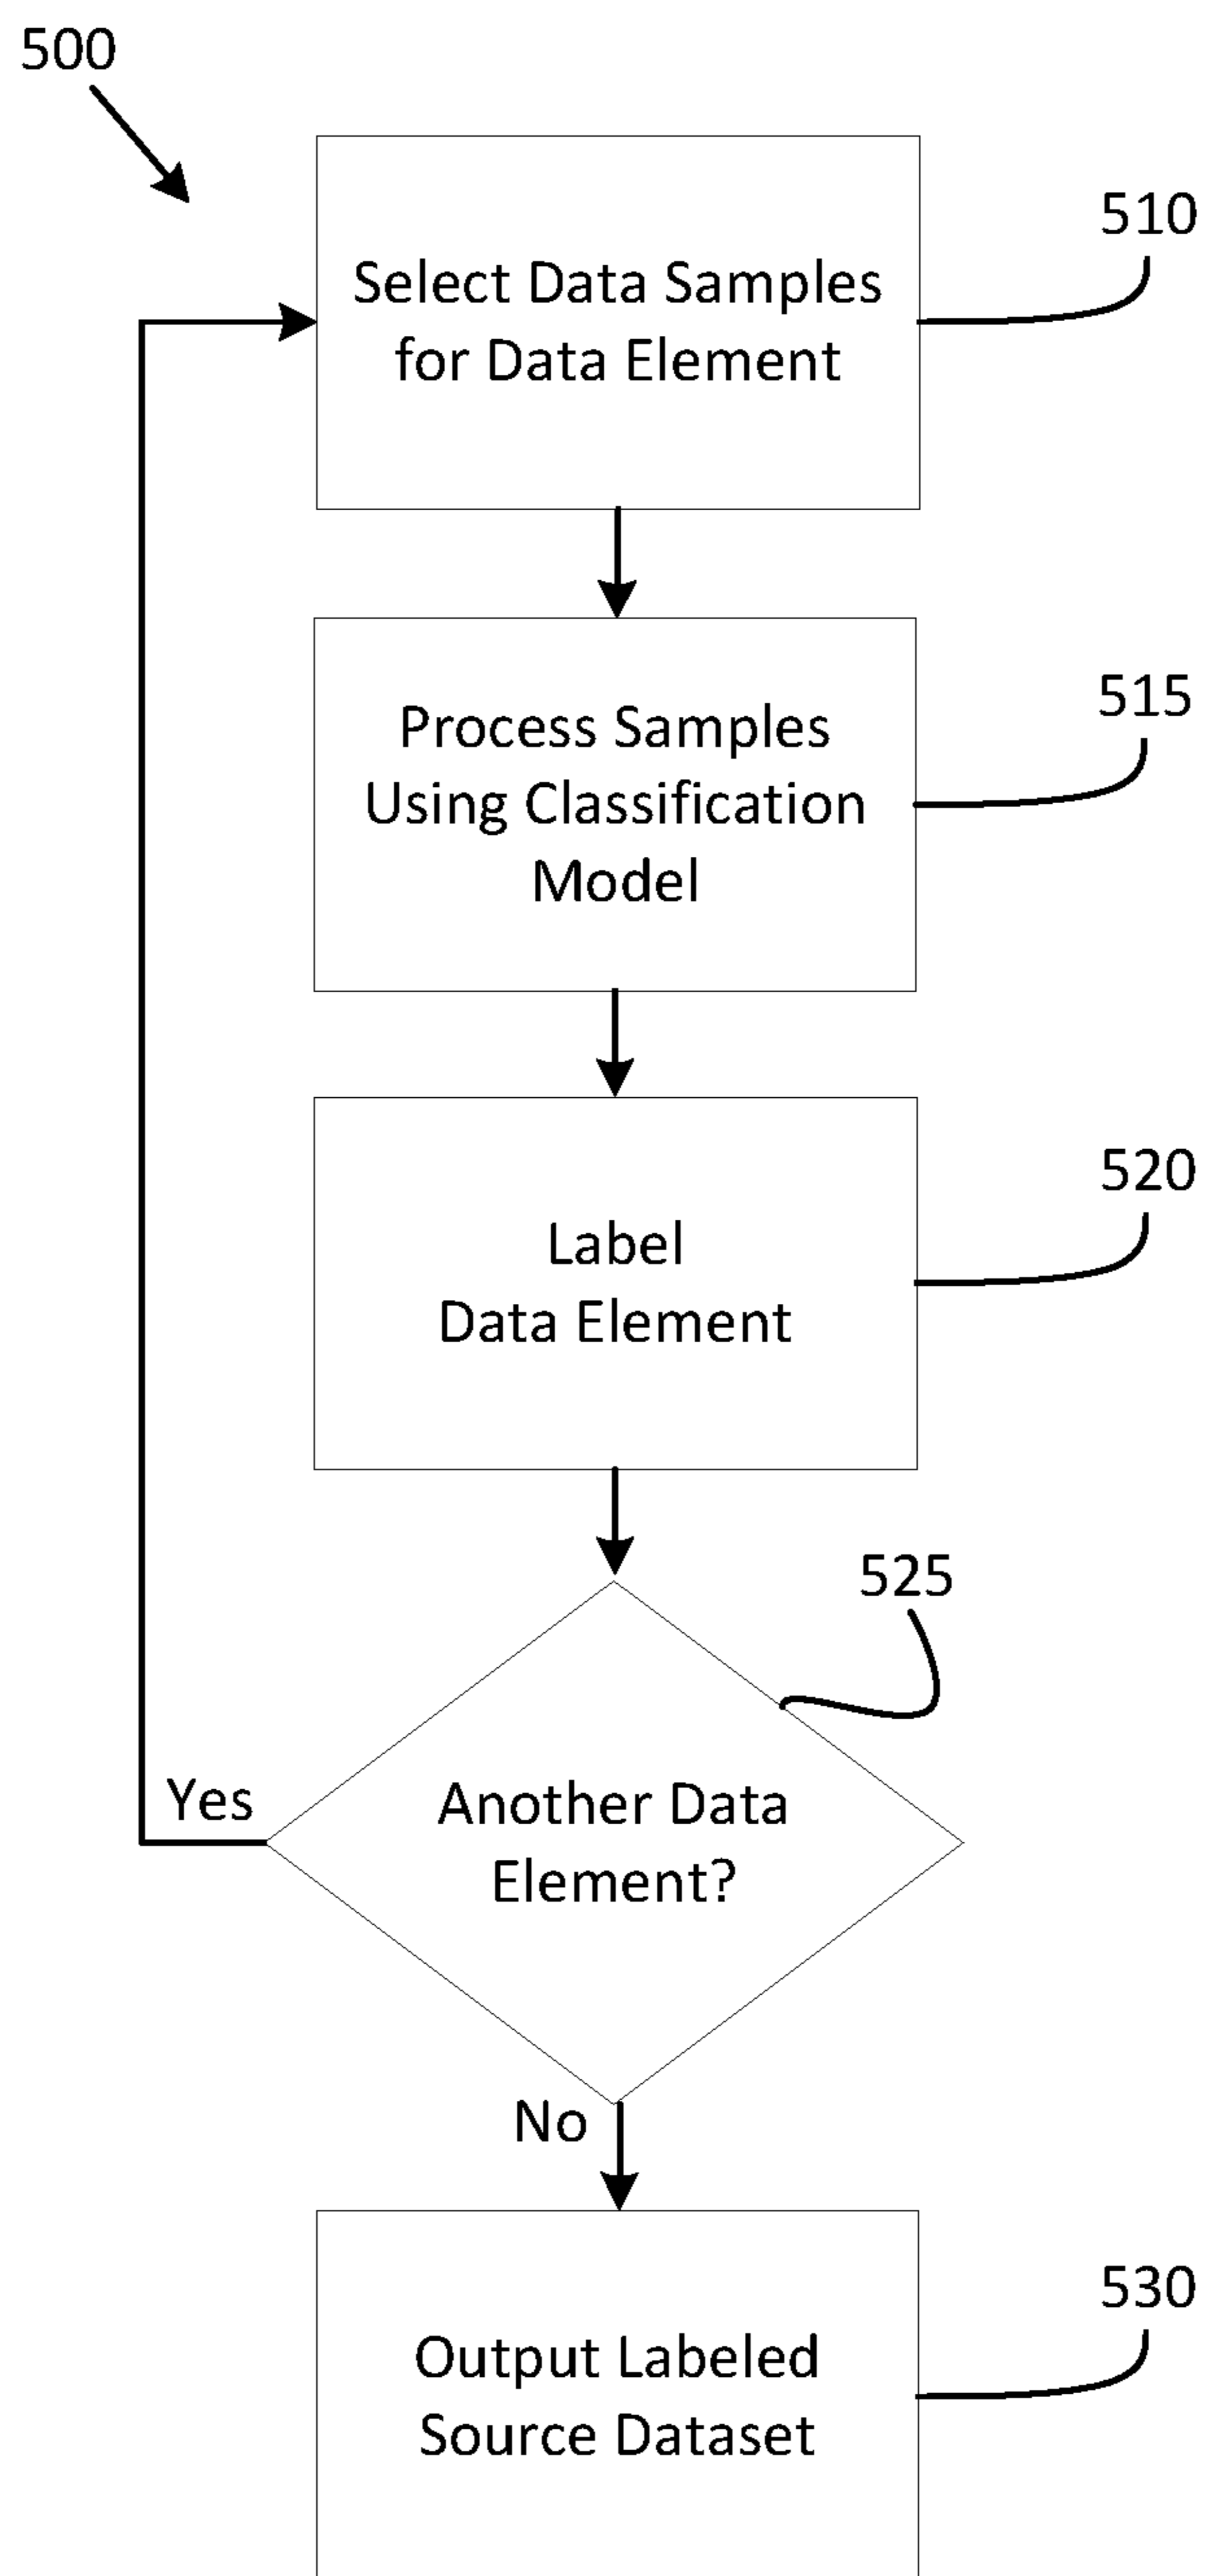 500
510
Select Data Samples
for Data Element
515
Process Samples
Using Classification
Model
520
Label
Data Element
525
Yes
Another Data
Element?
No
530
Output Labeled
Source Dataset